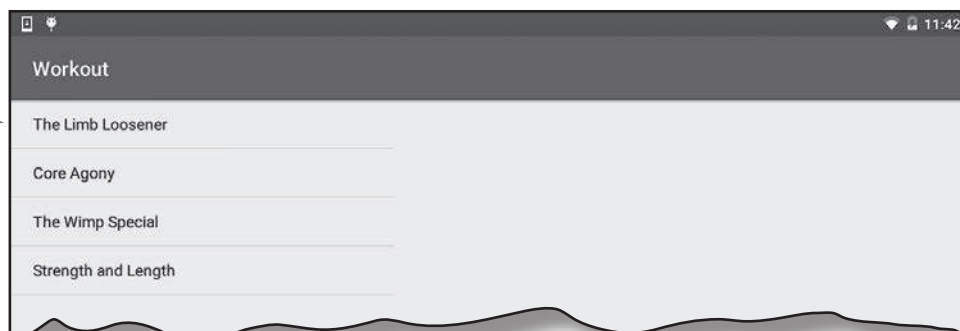 11:42
Workout
The Limb Loosener
Core Agony
The Wimp Special
Strength and Length